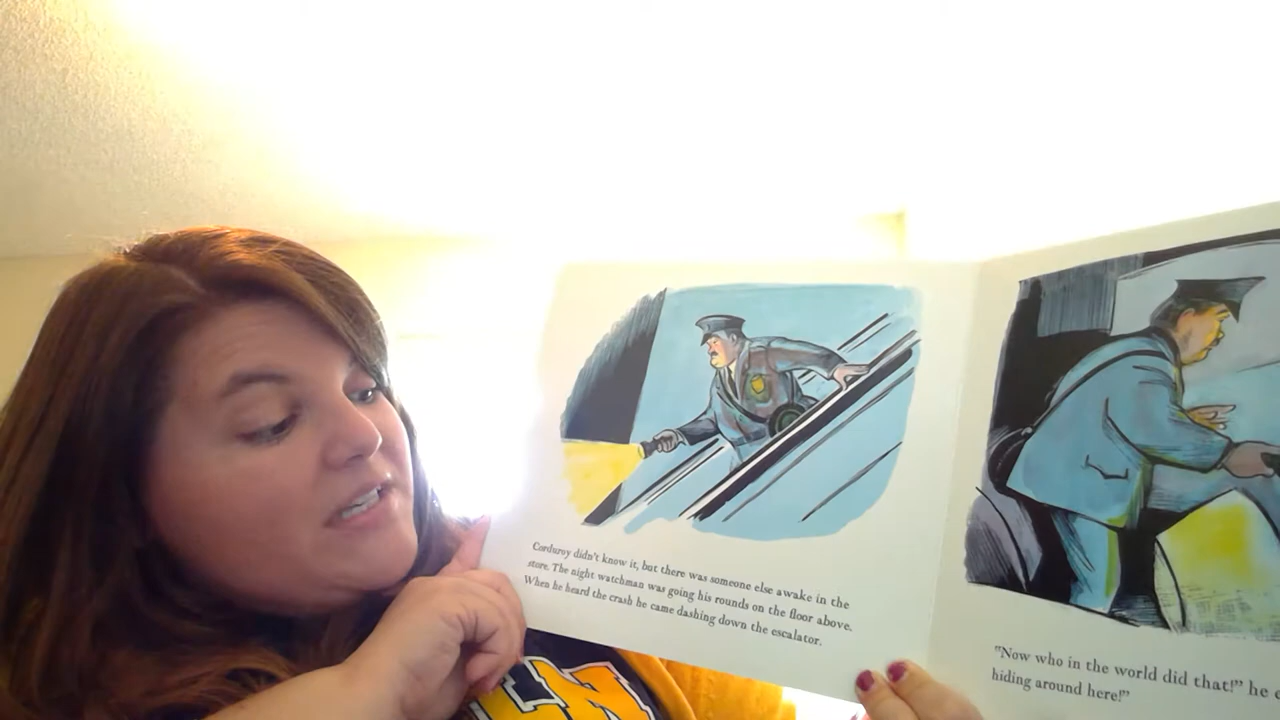 Corduroy didn't know it, but there was someone else awake in the
store. The night watchman was going his rounds on the floor above.
When he heard the crash he came dashing down the escalator.
"Now who in the world did that!" he
hiding around here!"